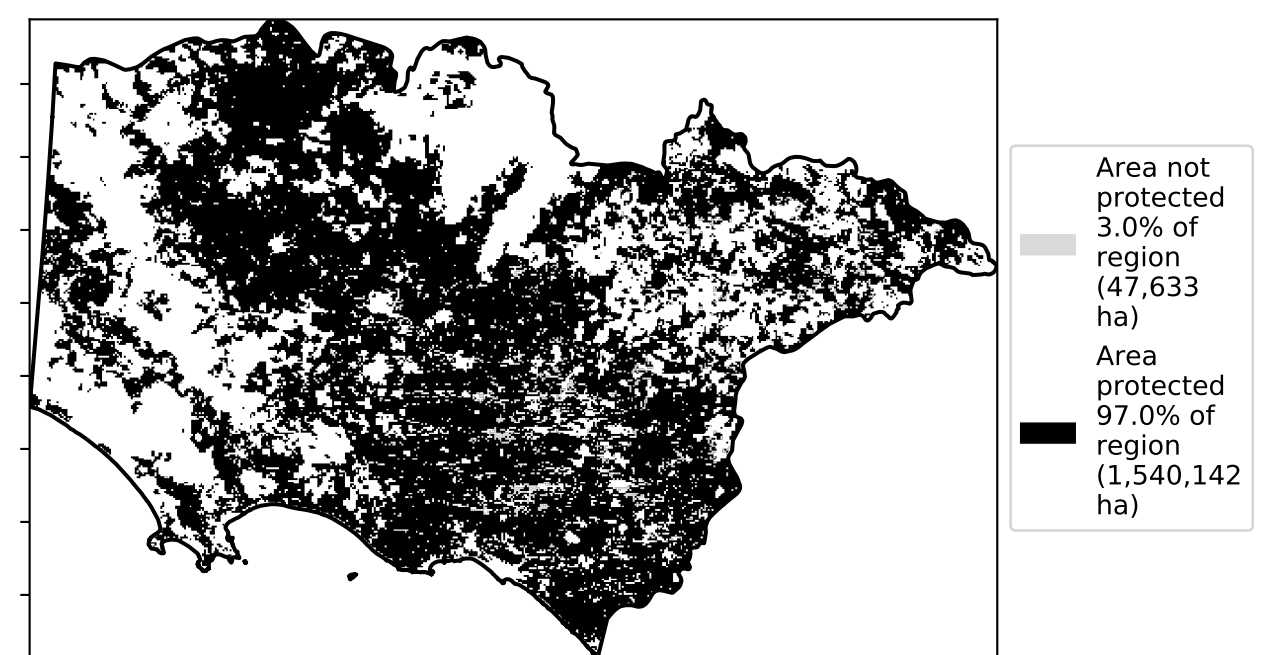 Area not
protected
3.0% of
region
(47,633
ha)
Area
protected
97.0% of
region
(1,540,142
ha)